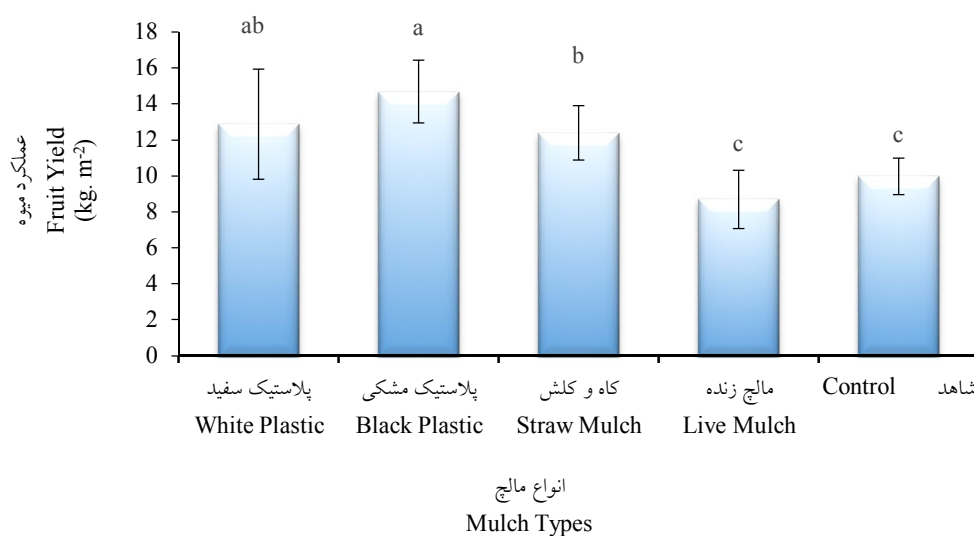 عملکرد میوه
Fruit Yield
(kg. m-2)
18
16
14
12
10
8
6
4
2
0
ab
a
b
c
c
پلاستیک سفید
White Plastic
پلاستیک مشکی
Black Plastic
کاه و کلش
Straw Mulch
مالچ زنده
Live Mulch
Control شاهد
انواع مالچ
Mulch Types